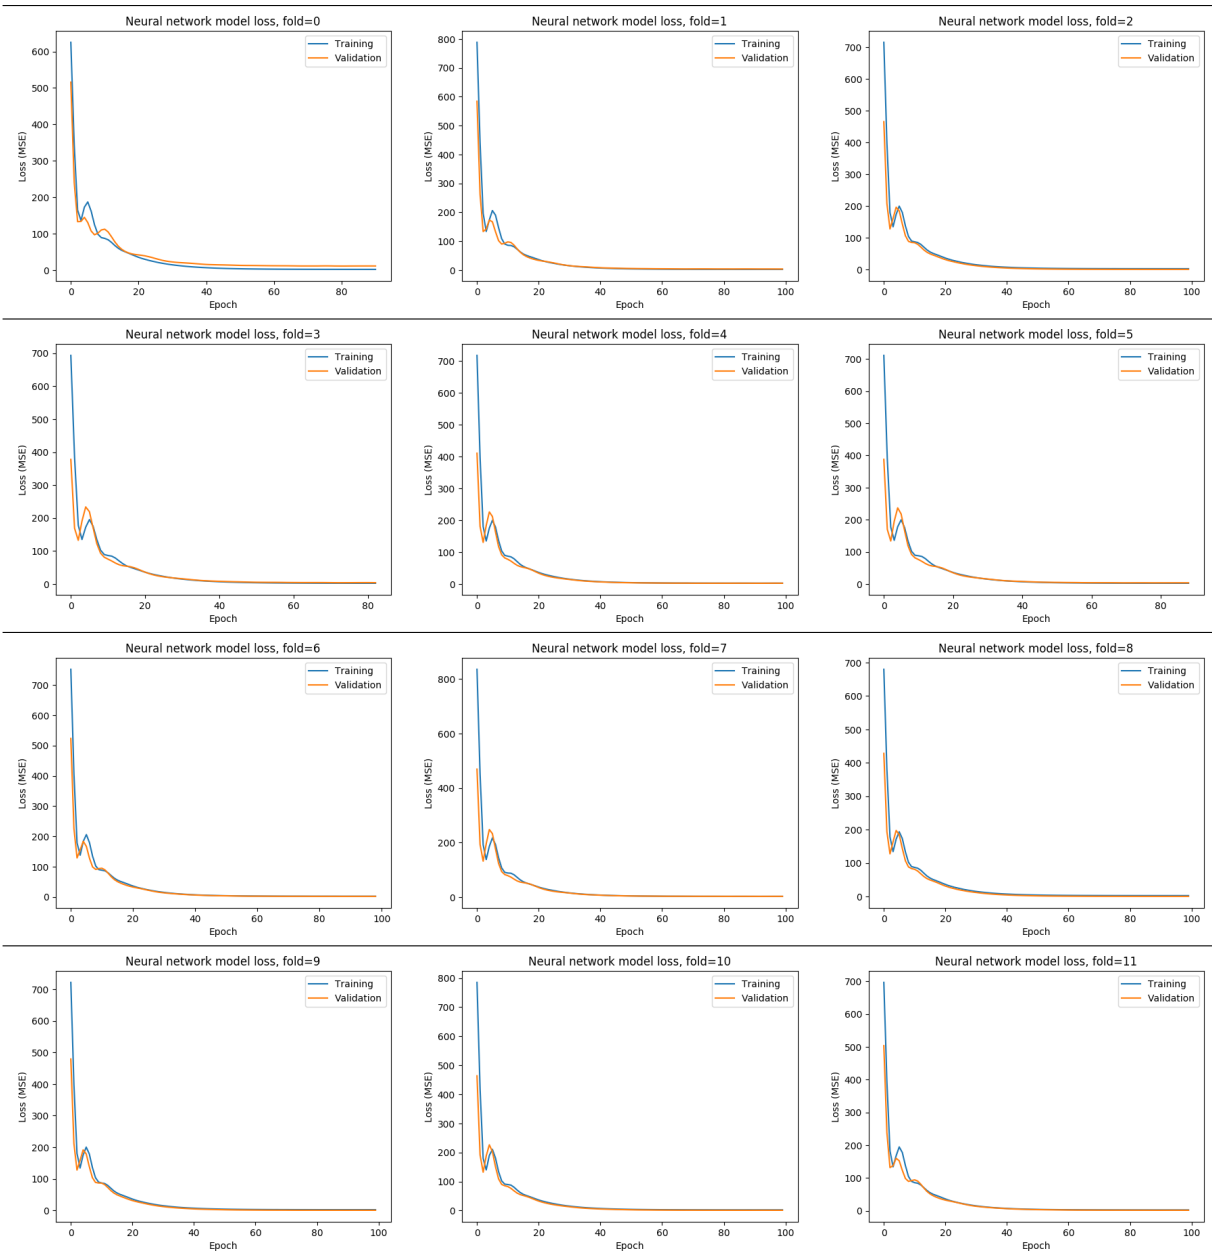 Neural network model loss, fold=0
Training
Validation
Loss (MSE)
600
500
400
300
200
100
0
0 20 40 60 80
Epoch
Neural network model loss, fold=1
Training
Validation
Loss (MSE)
800
700
600
500
400
300
200
100
0
0 20 40 60 80 100
Epoch
Neural network model loss, fold=2
Training
Validation
Loss (MSE)
700
600
500
400
300
200
100
0
0 20 40 60 80 100
Epoch
Neural network model loss, fold=3
Training
Validation
Loss (MSE)
700
600
500
400
300
200
100
0
0 20 40 60 80
Epoch
Neural network model loss, fold=4
Training
Validation
Loss (MSE)
700
600
500
400
300
200
100
0
0 20 40 60 80 100
Epoch
Neural network model loss, fold=5
Training
Validation
Loss (MSE)
700
600
500
400
300
200
100
0
0 20 40 60 80
Epoch
Neural network model loss, fold=6
Training
Validation
Loss (MSE)
700
600
500
400
300
200
100
0
0 20 40 60 80 100
Epoch
Neural network model loss, fold=7
Training
Validation
Loss (MSE)
800
600
400
200
0
0 20 40 60 80 100
Epoch
Neural network model loss, fold=8
Training
Validation
Loss (MSE)
700
600
500
400
300
200
100
0
0 20 40 60 80 100
Epoch
Neural network model loss, fold=9
Training
Validation
Loss (MSE)
700
600
500
400
300
200
100
0
0 20 40 60 80 100
Epoch
Neural network model loss, fold=10
Training
Validation
Loss (MSE)
800
700
600
500
400
300
200
100
0
0 20 40 60 80 100
Epoch
Neural network model loss, fold=11
Training
Validation
Loss (MSE)
700
600
500
400
300
200
100
0
0 20 40 60 80 100
Epoch